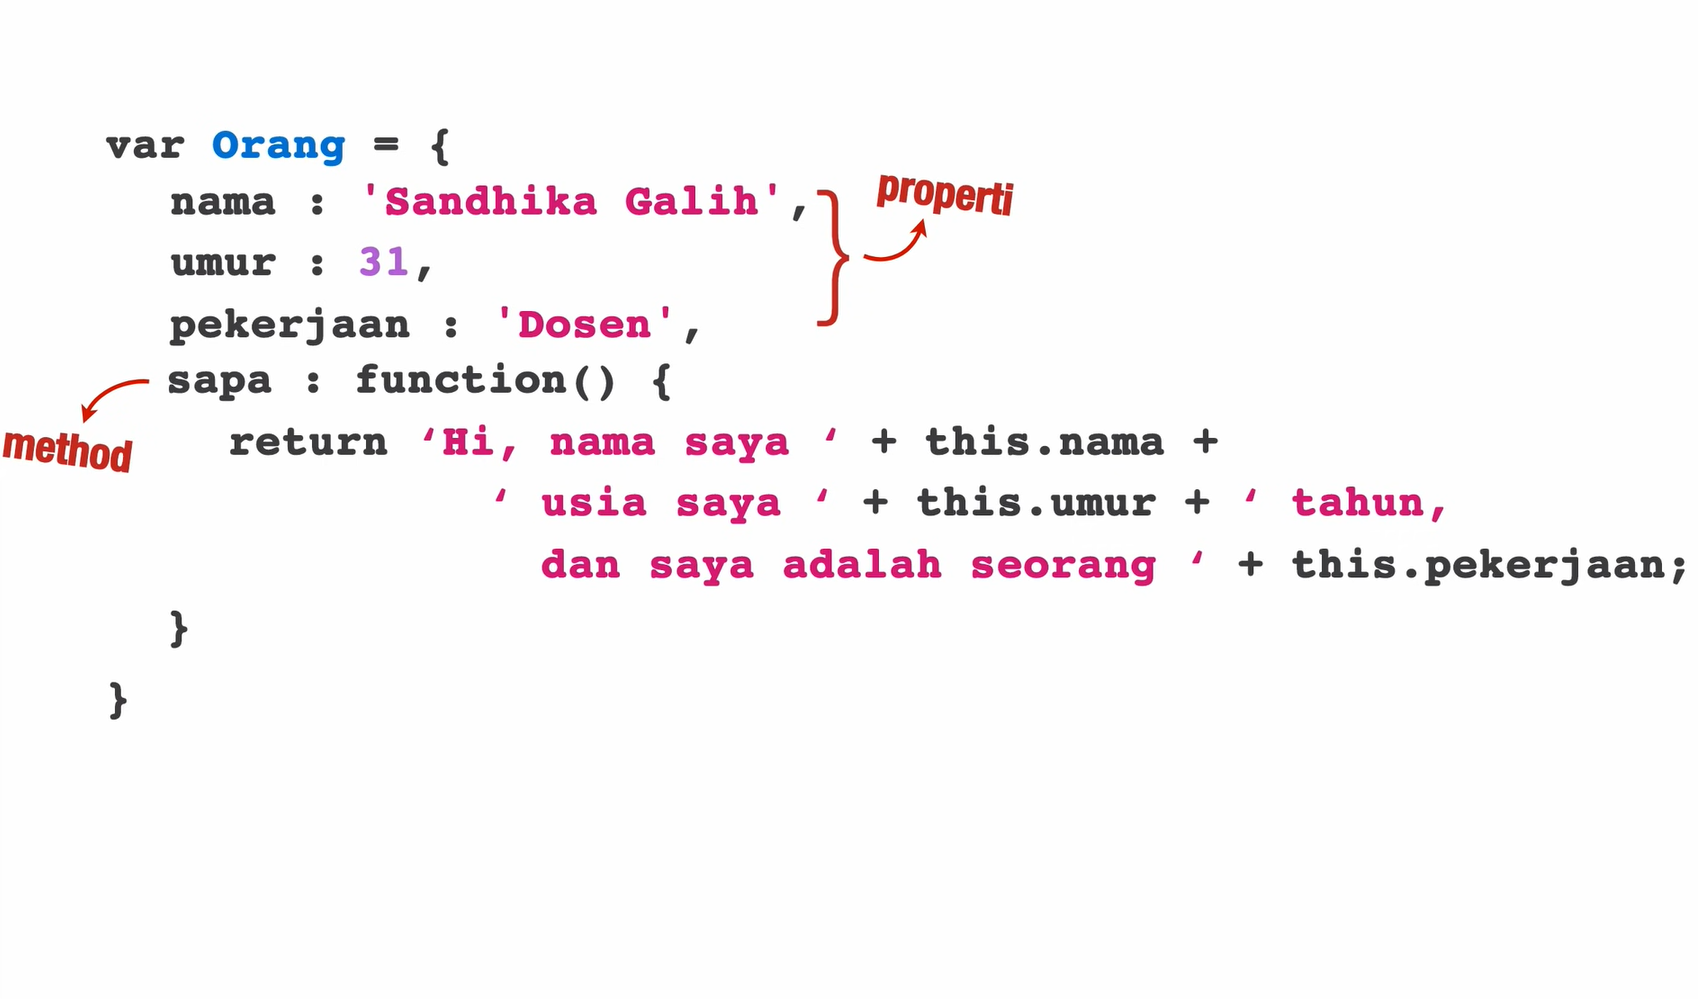 var Orang = {
nama : 'Sandhika Galih',
properti
umur : 31,
pekerjaan : 'Dosen',
sapa : function() {
method
return ‘Hi, nama saya ‘ + this.nama +
‘ usia saya ‘ + this.umur + ‘ tahun,
dan saya adalah seorang ‘ + this.pekerjaan;
}
}